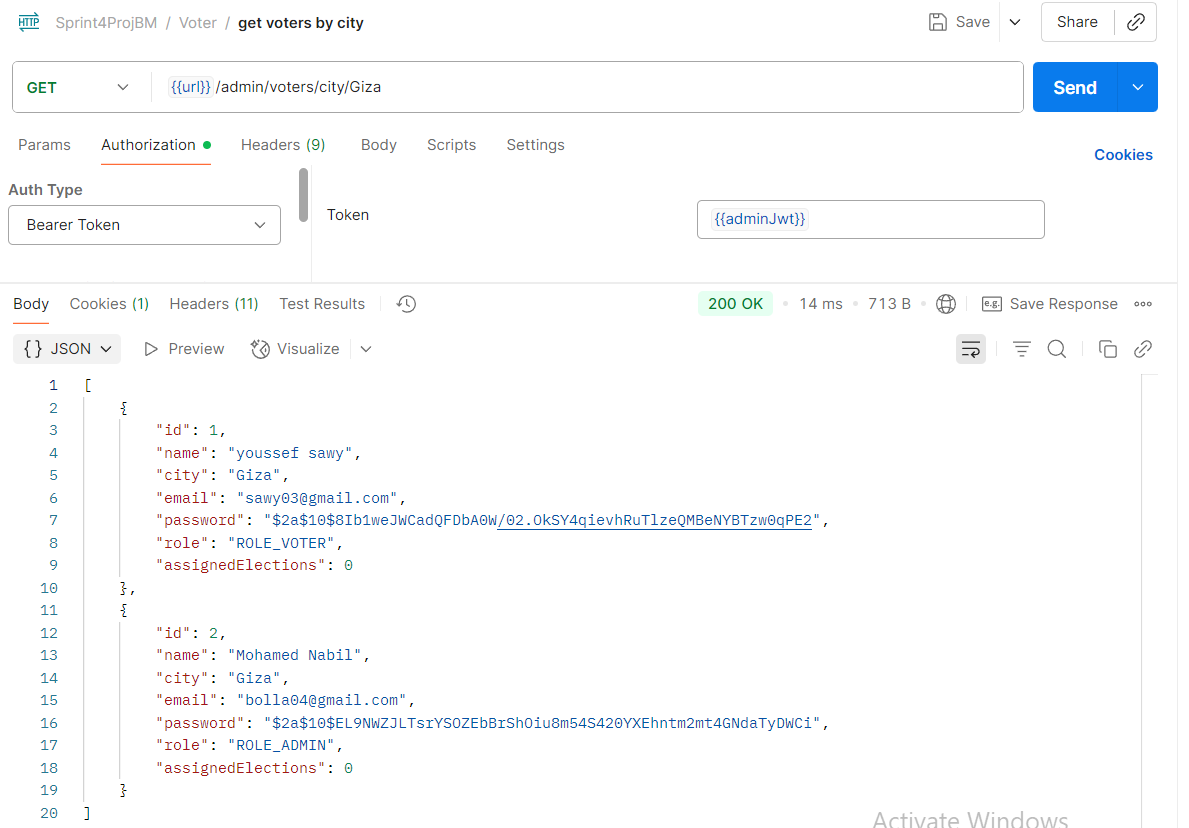 HTTP Sprint4ProjBM / Voter / get voters by city Save Share
GET {{url}} /admin/voters/city/Giza Send
Params Authorization Headers (9) Body Scripts Settings Cookies
Auth Type
Bearer Token
Token {{adminJwt}}
Body Cookies (1) Headers (11) Test Results 200 OK 14 ms 713 B e.g. Save Response
{} JSON Preview Visualize
1 [
2 {
3 "id": 1,
4 "name": "youssef sawy",
5 "city": "Giza",
6 "email": "sawy03@gmail.com",
7 "password": "$2a$10$8Ib1weJWCadQFDbA0W/02.OkSY4qievhRuTlzeQMBeNYBTzw0qPE2",
8 "role": "ROLE_VOTER",
9 "assignedElections": 0
10 },
11 {
12 "id": 2,
13 "name": "Mohamed Nabil",
14 "city": "Giza",
15 "email": "bolla04@gmail.com",
16 "password": "$2a$10$EL9NWZJLTsrYSOZEbBrShOiu8m54S420YXEhntm2mt4GNdaTyDWCi",
17 "role": "ROLE_ADMIN",
18 "assignedElections": 0
19 }
20 ]
Activate Windows